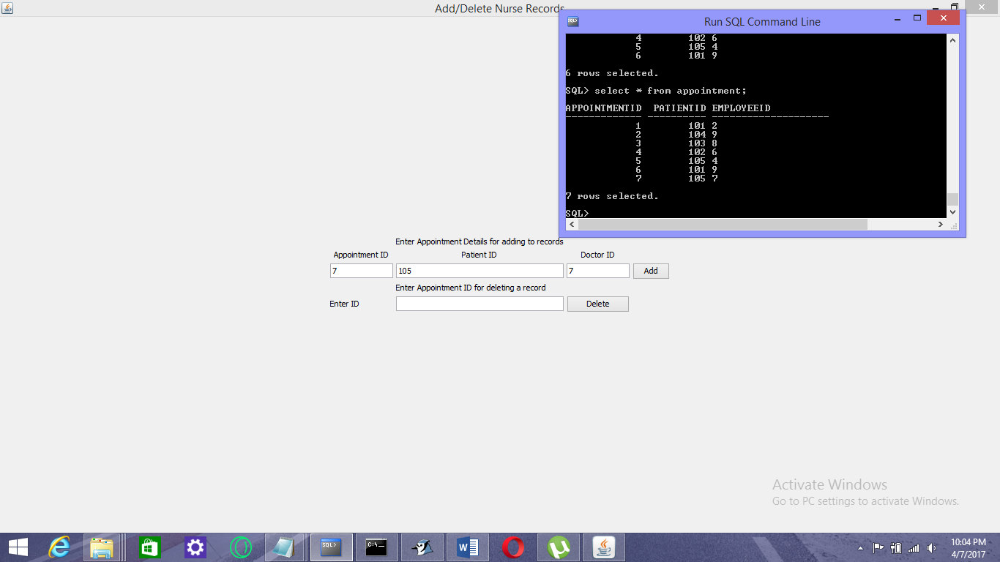 Add/Delete Nurse Records
Run SQL Command Line
4 102 6
5 105 4
6 101 9
6 rows selected.
SQL> select * from appointment;
APPOINTMENTID PATIENTID EMPLOYEEID
------------- ---------- --------------------
1 101 2
2 104 9
3 103 8
4 102 6
5 105 4
6 101 9
7 105 7
7 rows selected.
SQL>
Enter Appointment Details for adding to records
Appointment ID Patient ID Doctor ID
7 105 7 Add
Enter Appointment ID for deleting a record
Enter ID Delete
Activate Windows
Go to PC settings to activate Windows.
SQL> C:\
10:04 PM
4/7/2017